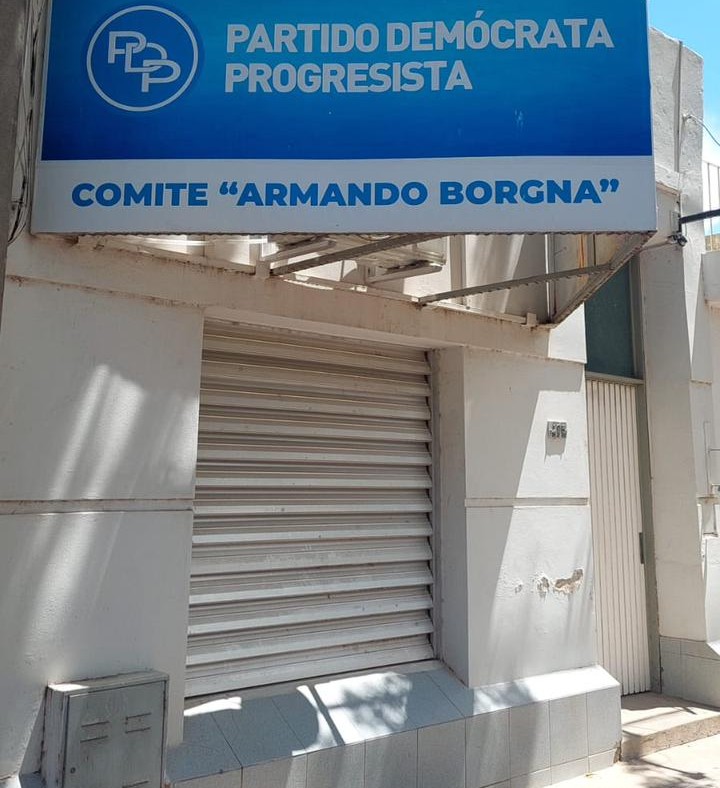 PDP
PARTIDO DEMÓCRATA
PROGRESISTA
COMITE “ARMANDO BORGNA”